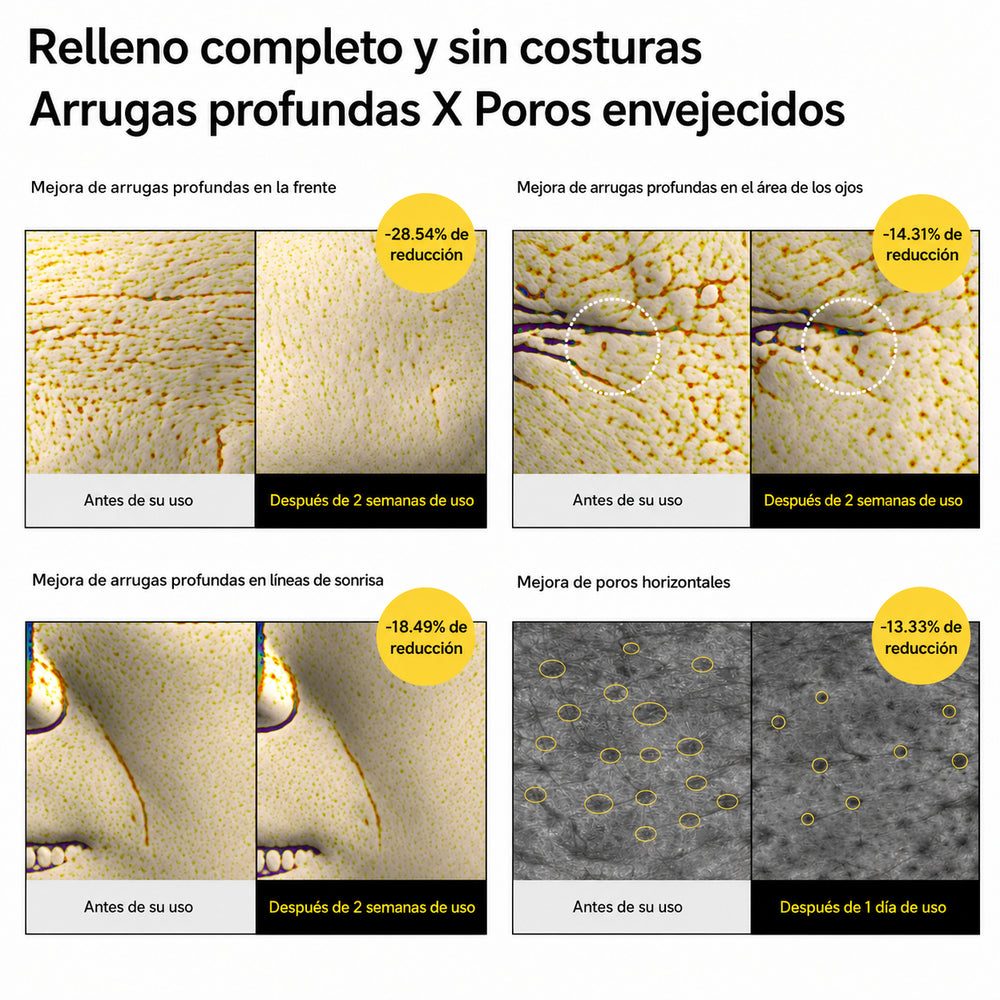 Relleno completo y sin costuras
Arrugas profundas X Poros envejecidos
Mejora de arrugas profundas en la frente
-28.54% de
reducción
Antes de su uso
Después de 2 semanas de uso
Mejora de arrugas profundas en el área de los ojos
-14.31% de
reducción
Antes de su uso
Después de 2 semanas de uso
Mejora de arrugas profundas en líneas de sonrisa
-18.49% de
reducción
Antes de su uso
Después de 2 semanas de uso
Mejora de poros horizontales
-13.33% de
reducción
Antes de su uso
Después de 1 día de uso